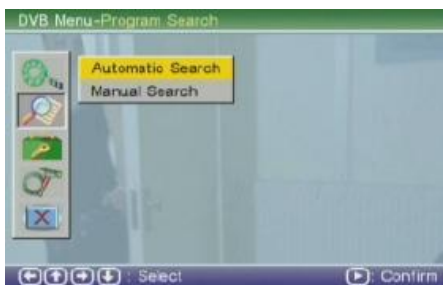 DVB Menu-Program Search
Automatic Search
Manual Search
: Select
: Confirm